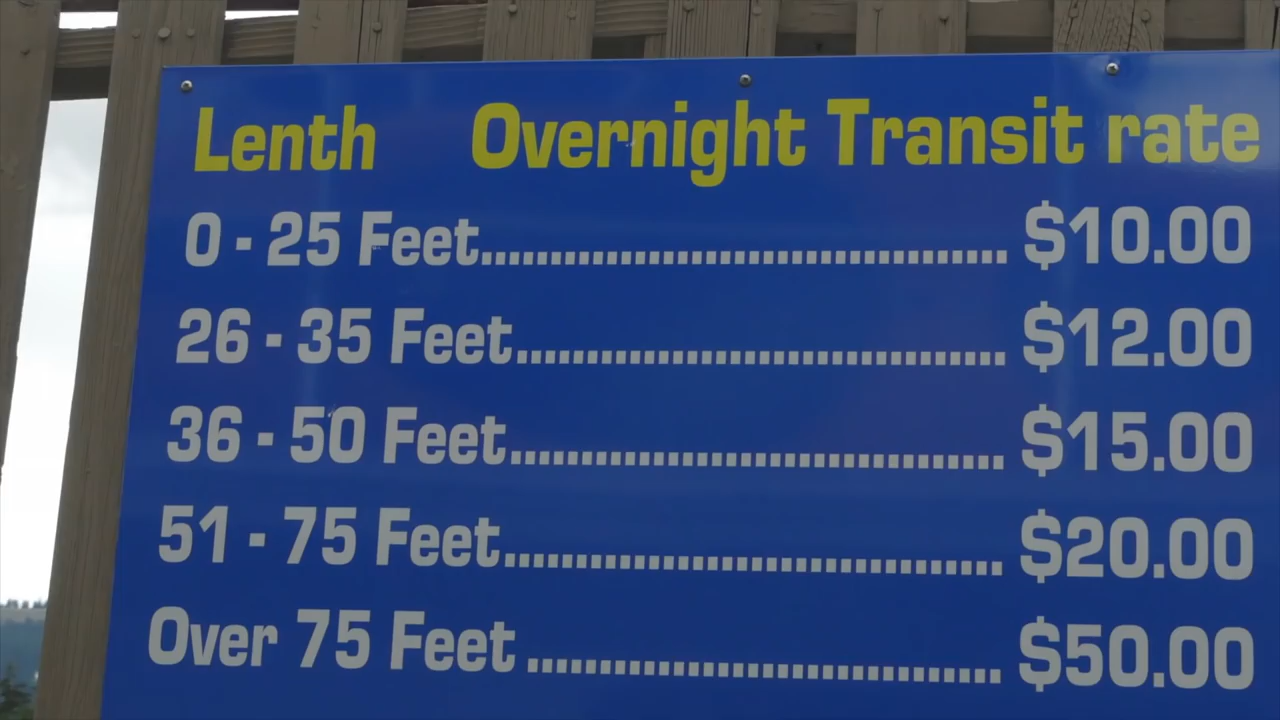 Lenth Overnight Transit rate
0 - 25 Feet...................................... $10.00
26 - 35 Feet................................... $12.00
36 - 50 Feet.................................... $15.00
51 - 75 Feet.................................... $20.00
Over 75 Feet .................................. $50.00